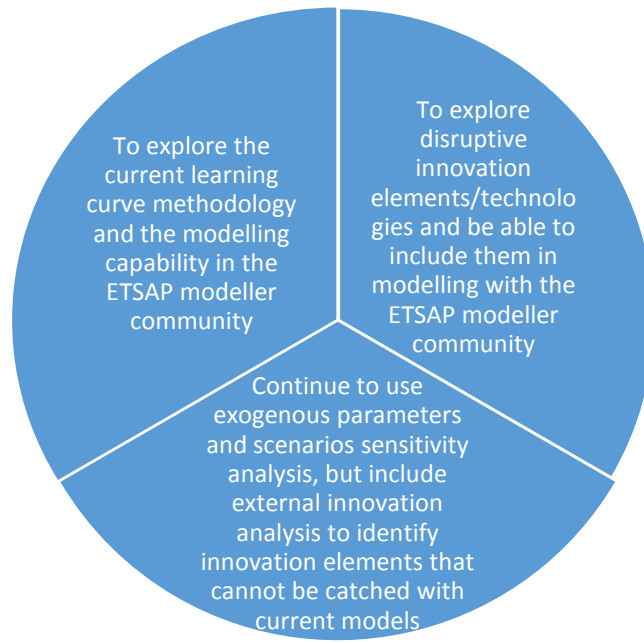 To explore the
current learning
curve methodology
and the modelling
capability in the
ETSAP modeller
community
To explore
disruptive
innovation
elements/technolo
gies and be able to
include them in
modelling with the
ETSAP modeller
community
Continue to use
exogenous parameters
and scenarios sensitivity
analysis, but include
external innovation
analysis to identify
innovation elements that
cannot be catched with
current models